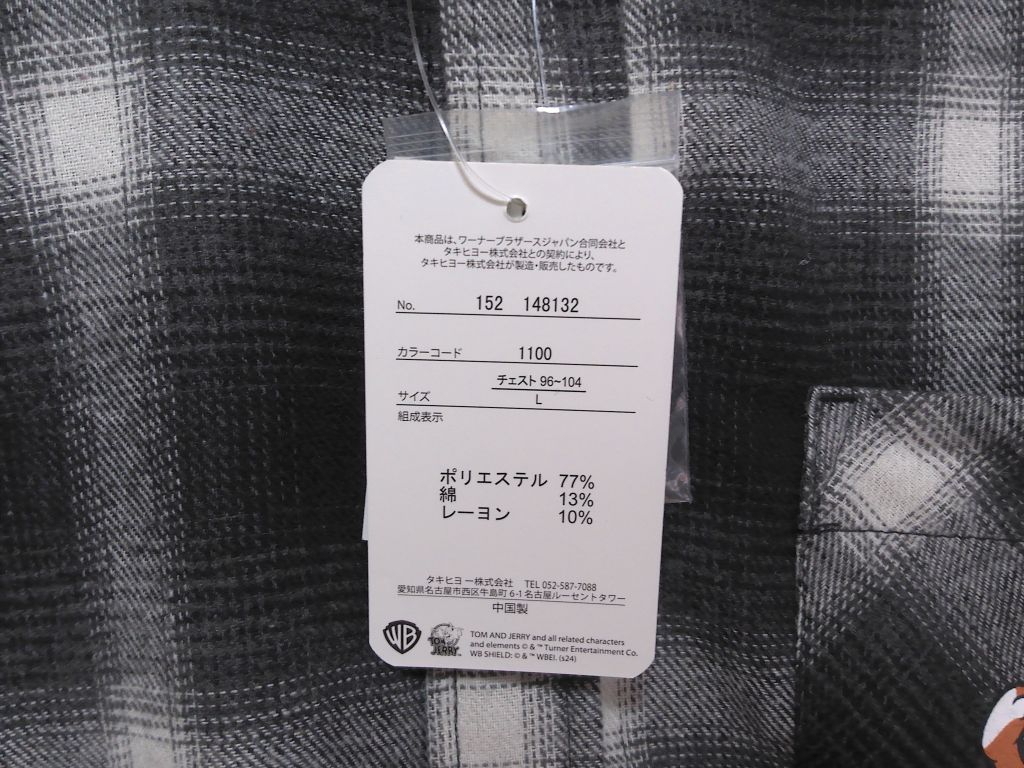 本商品は、ワーナーブラザースジャパン合同会社と
タキヒヨー株式会社との契約により、
タキヒヨー株式会社が製造・販売したものです。
No. 152 148132
カラーコード 1100
チェスト 96~104
サイズ L
組成表示
ポリエステル 77%
綿 13%
レーヨン 10%
タキヒヨー株式会社 TEL 052-587-7088
愛知県名古屋市西区牛島町6-1名古屋ルーセントタワー
中国製
WB
TOM AND JERRY
TOM AND JERRY and all related characters
and elements © & ™ Turner Entertainment Co.
WB SHIELD: © & ™ WBEI. (s24)